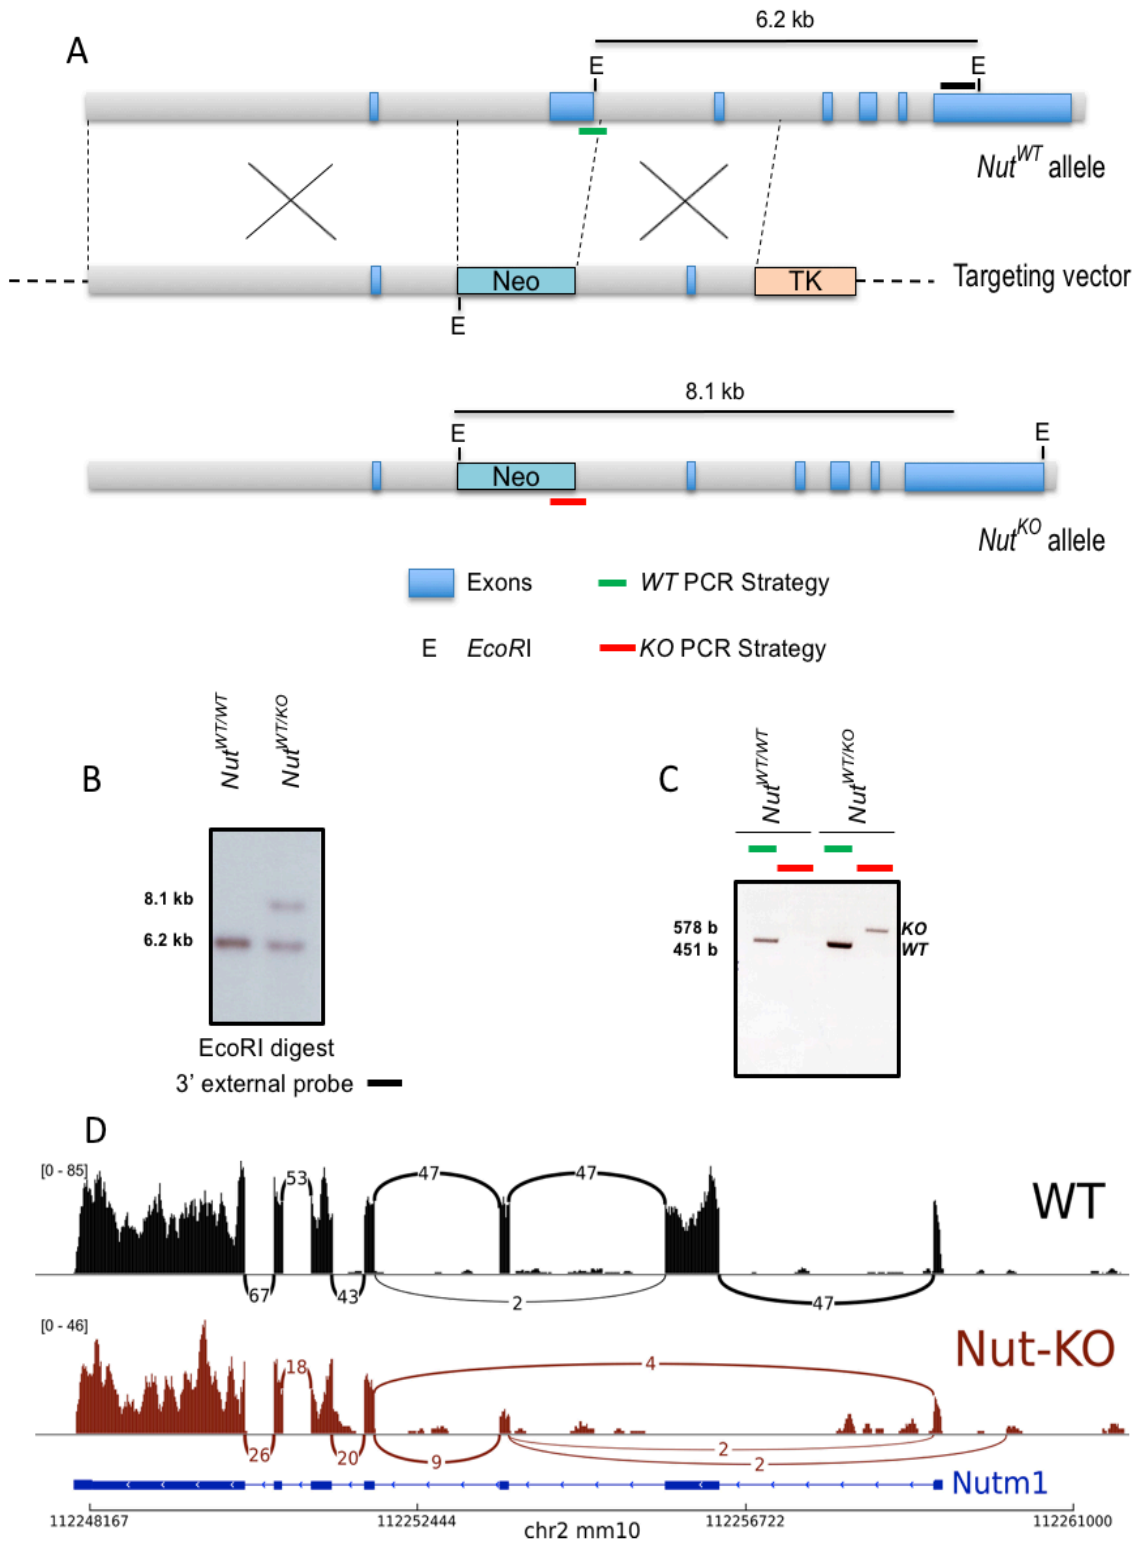 A
6.2 kb
E
E
Nut^WT allele
Neo
TK
Targeting vector
E
8.1 kb
E
E
Neo
Nut^KO allele
Exons
WT PCR Strategy
E
EcoRI
KO PCR Strategy
B
Nut^WT/WT
Nut^WT/KO
8.1 kb
6.2 kb
EcoRI digest
3' external probe
C
Nut^WT/WT
Nut^WT/KO
578 b
451 b
KO
WT
D
[0 - 85]
53
47
47
WT
67
43
2
47
[0 - 46]
18
4
Nut-KO
26
20
9
2
2
Nutm1
112248167
112252444
112256722
112261000
chr2 mm10